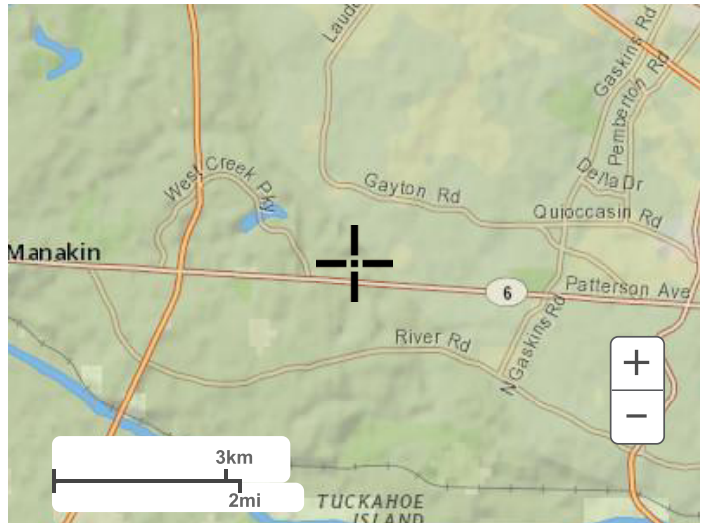 Laude
Gaskins Rd
Pemberton Rd
West Creek Pky
Gayton Rd
Della Dr
Quioccasin Rd
Manakin
6
Patterson Ave
River Rd
N Gaskins Rd
+
−
3km
2mi
TUCKAHOE
ISLAND